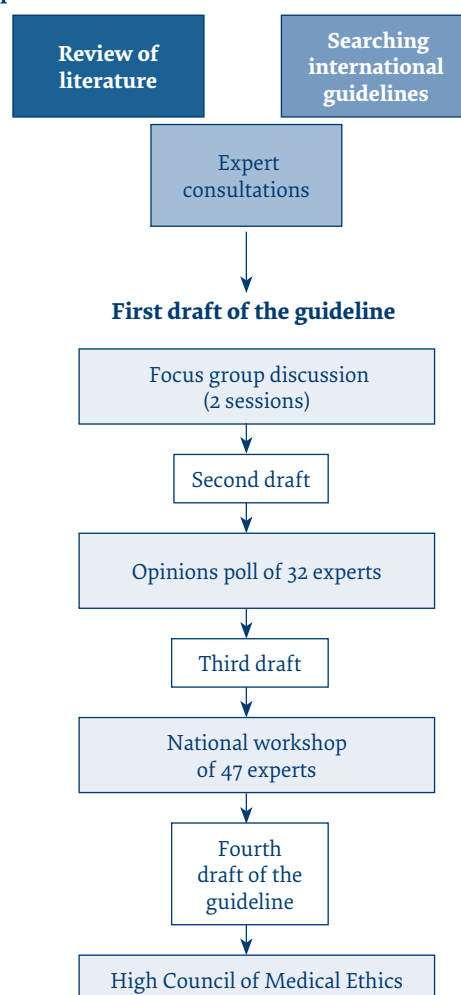 Review of
literature
Searching
international
guidelines
Expert
consultations
First draft of the guideline
Focus group discussion
(2 sessions)
Second draft
Opinions poll of 32 experts
Third draft
National workshop
of 47 experts
Fourth
draft of the
guideline
High Council of Medical Ethics